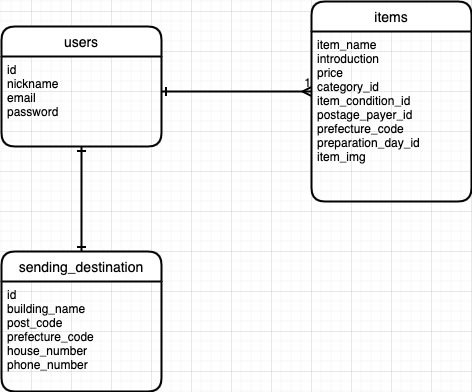 users
id
nickname
email
password
items
item_name
introduction
price
category_id
item_condition_id
postage_payer_id
prefecture_code
preparation_day_id
item_img
1
sending_destination
id
building_name
post_code
prefecture_code
house_number
phone_number